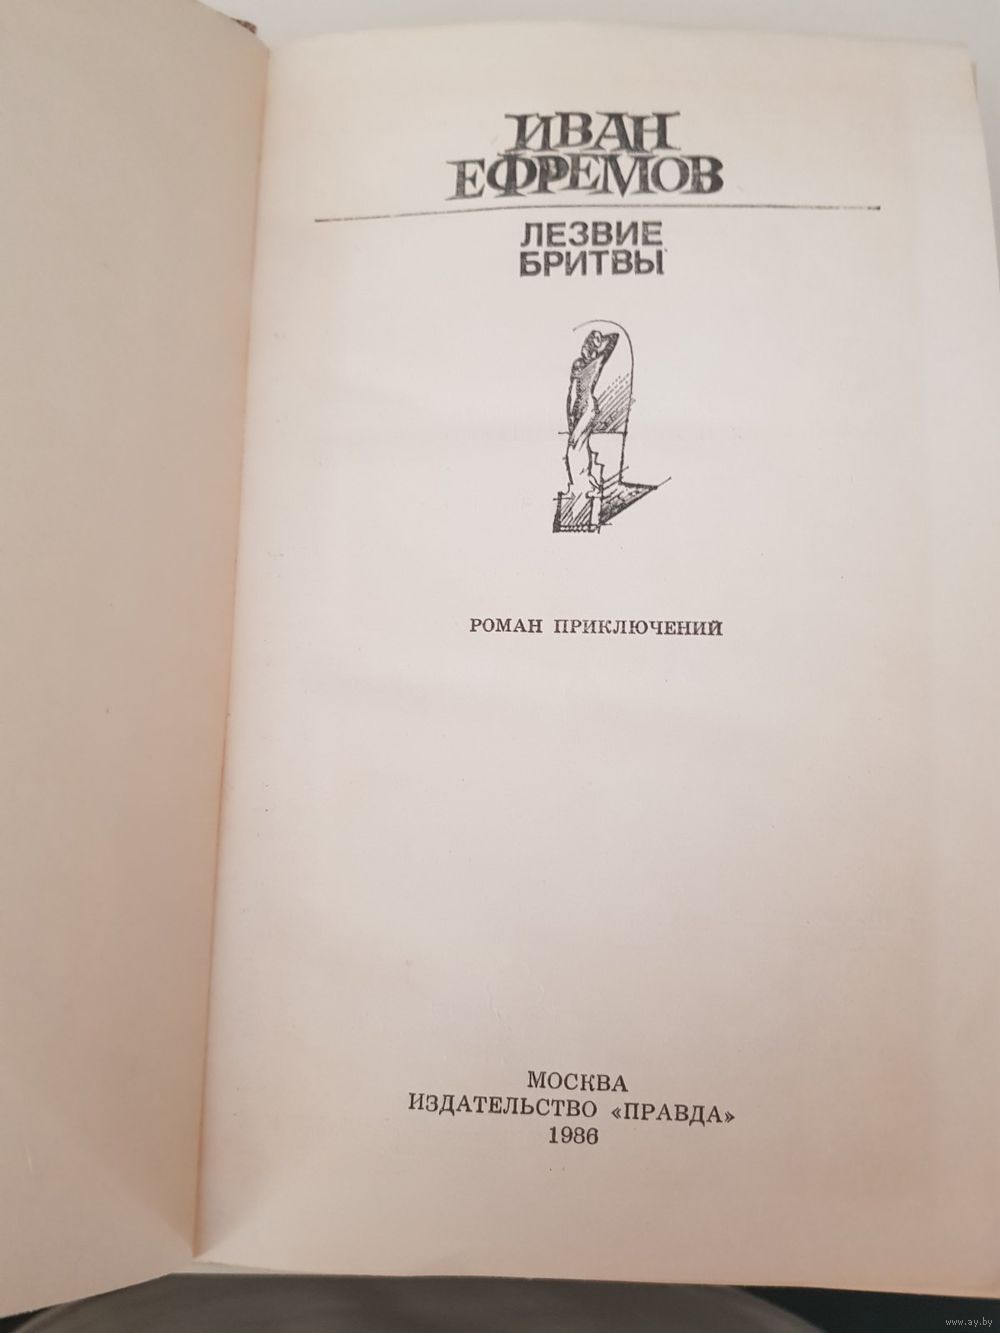 ИВАН
ЕФРЕМОВ
ЛЕЗВИЕ
БРИТВЫ
РОМАН ПРИКЛЮЧЕНИЙ
МОСКВА
ИЗДАТЕЛЬСТВО «ПРАВДА»
1986
www.ay.by